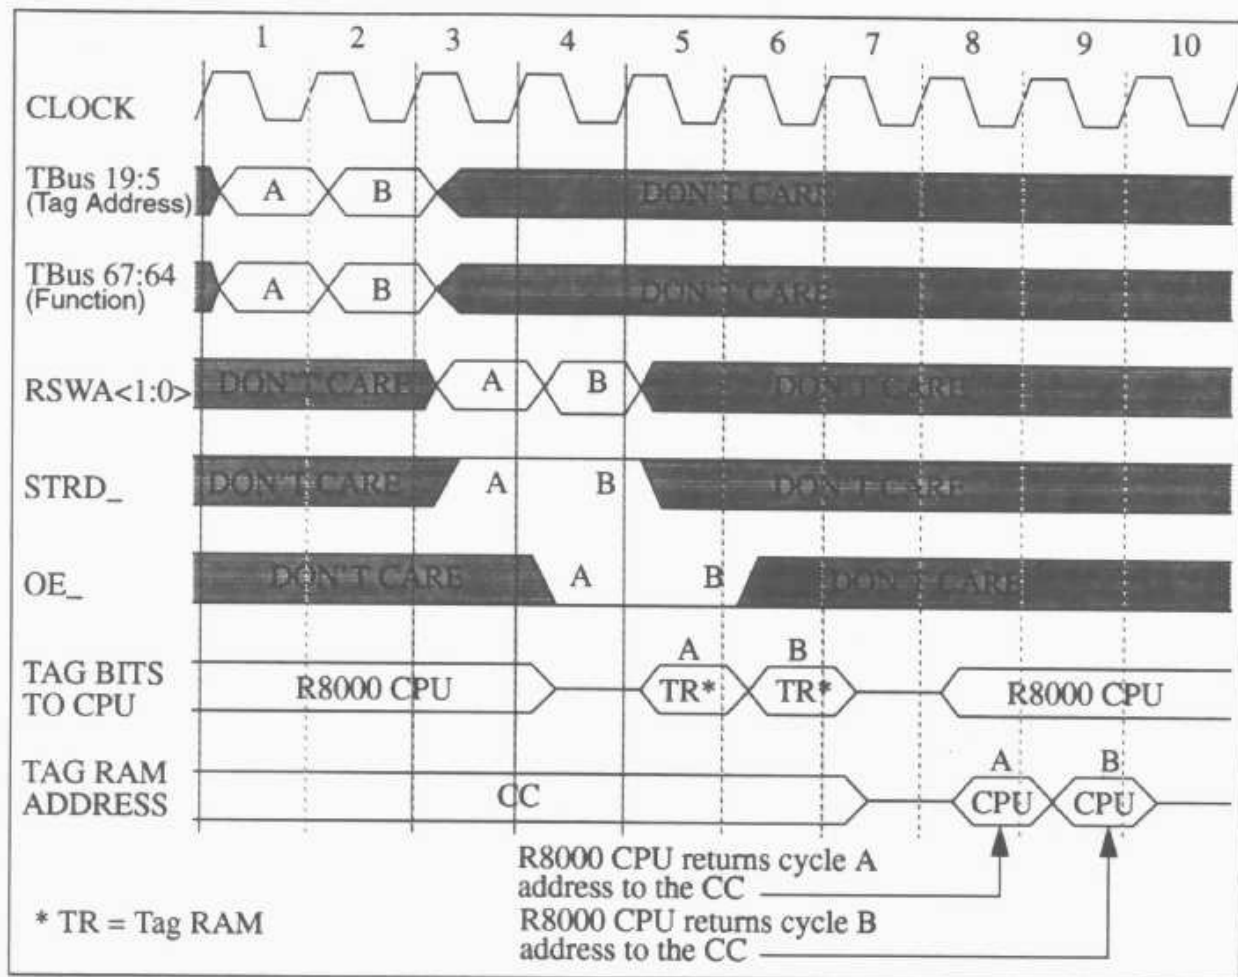 1 2 3 4 5 6 7 8 9 10
CLOCK
TBus 19:5
(Tag Address)
A B DON'T CARE
TBus 67:64
(Function)
A B DON'T CARE
RSWA<1:0>
DON'T CARE A B DON'T CARE
STRD_
DON'T CARE A B DON'T CARE
OE_
DON'T CARE A B DON'T CARE
TAG BITS
TO CPU
R8000 CPU
A B
TR* TR*
R8000 CPU
TAG RAM
ADDRESS
CC
A B
CPU CPU
R8000 CPU returns cycle A
address to the CC
R8000 CPU returns cycle B
address to the CC
* TR = Tag RAM